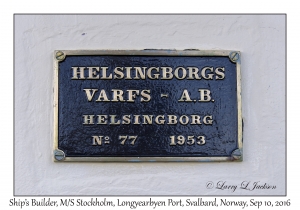 HELSINGBORGS
VARFS - A.B.
HELSINGBORG
Nº 77 1953
©Larry L. Jackson
Ship's Builder, M/S Stockholm, Longyearbyen Port, Svalbard, Norway, Sep 10, 2016